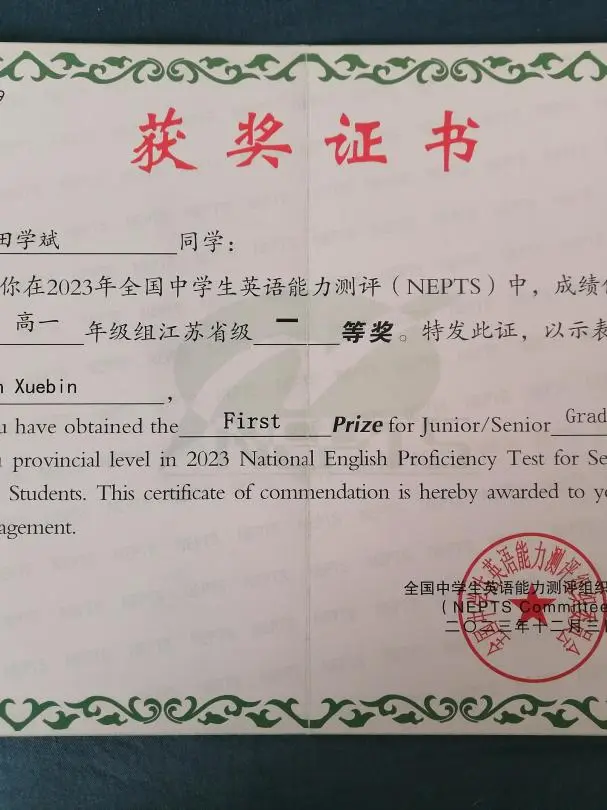 获奖证书
田学斌 同学：
你在2023年全国中学生英语能力测评（NEPTS）中，成绩
高一 年级组江苏省级 一 等奖。特发此证，以示表
Xuebin ,
have obtained the First Prize for Junior/Senior Grad
provincial level in 2023 National English Proficiency Test for Se
Students. This certificate of commendation is hereby awarded to
agement.
全国中学生英语能力测评组织
（NEPTS Committee
二〇二三年十二月三